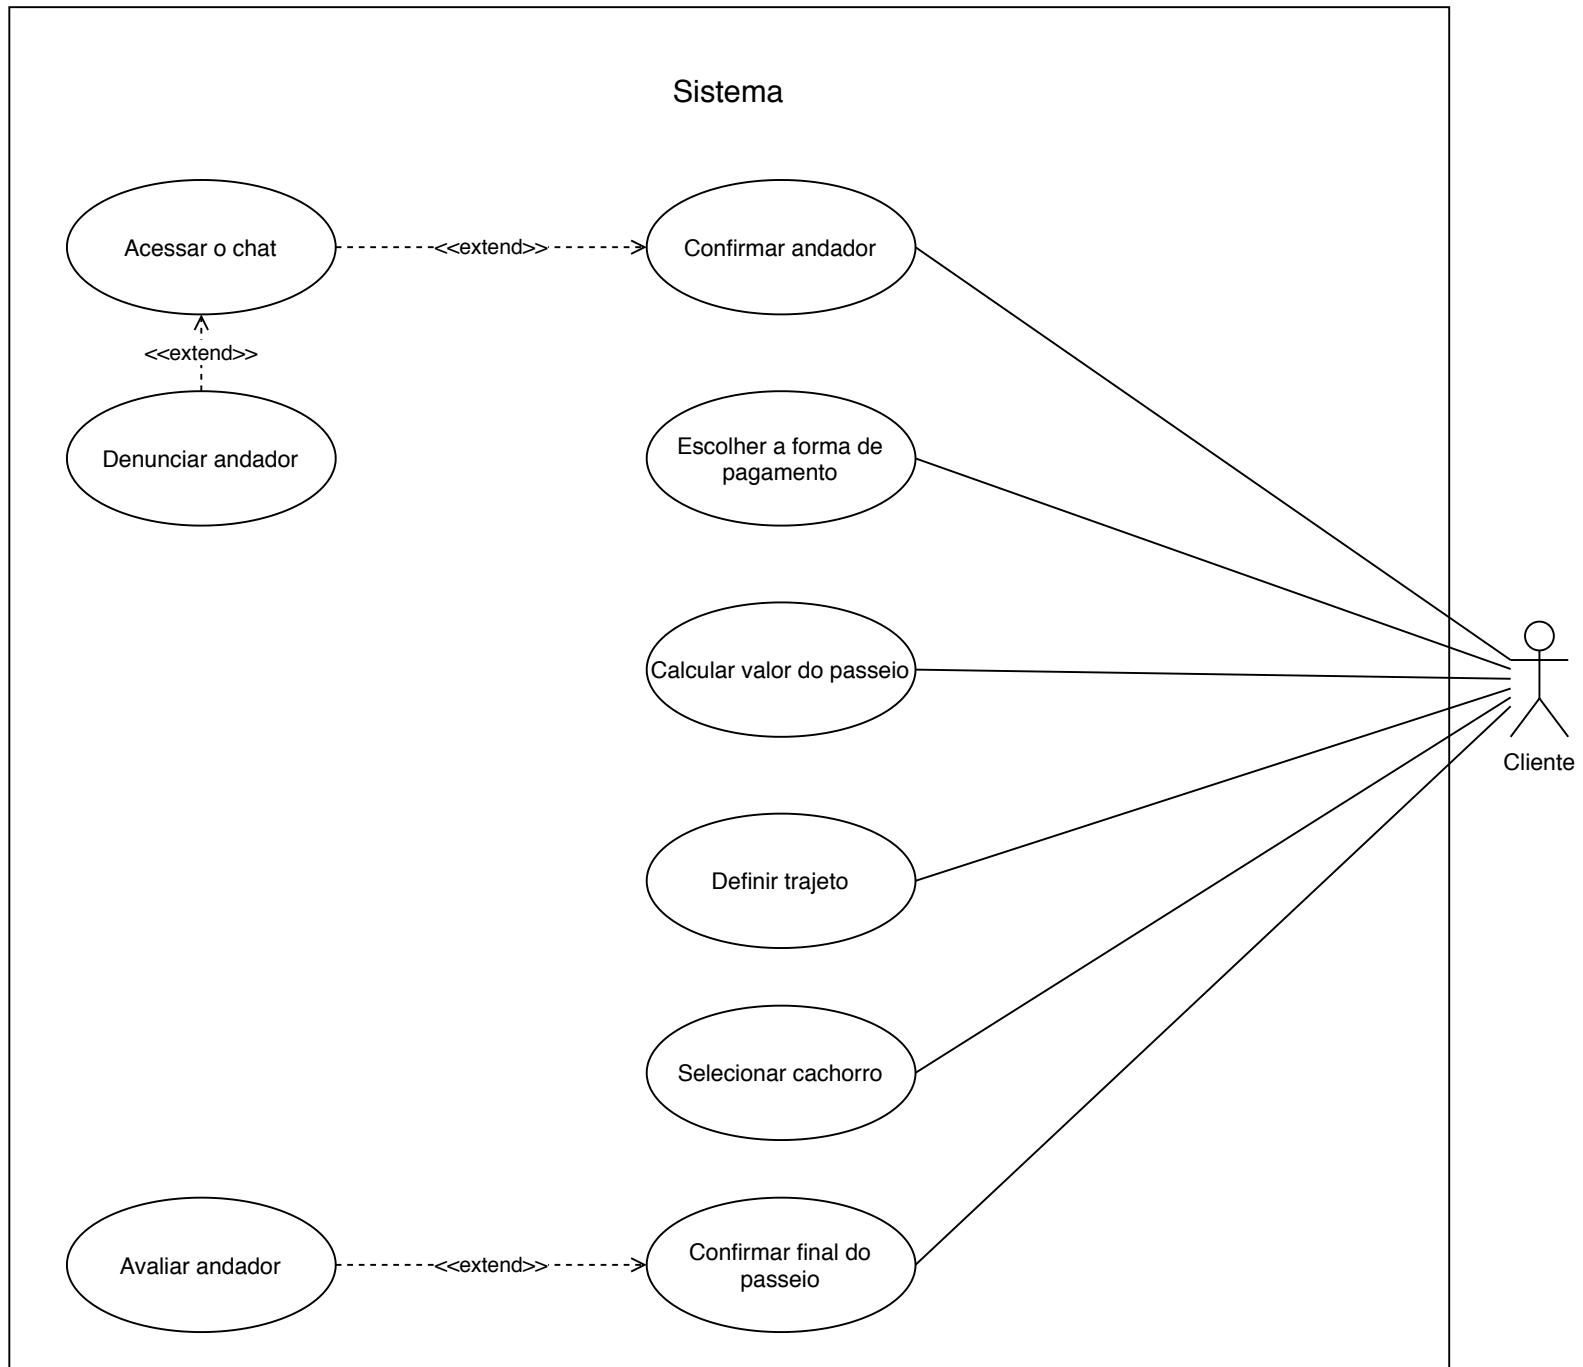 Sistema
Acessar o chat
<<extend>>
Confirmar andador
<<extend>>
Denunciar andador
Escolher a forma de
pagamento
Calcular valor do passeio
Cliente
Definir trajeto
Selecionar cachorro
Avaliar andador
<<extend>>
Confirmar final do
passeio